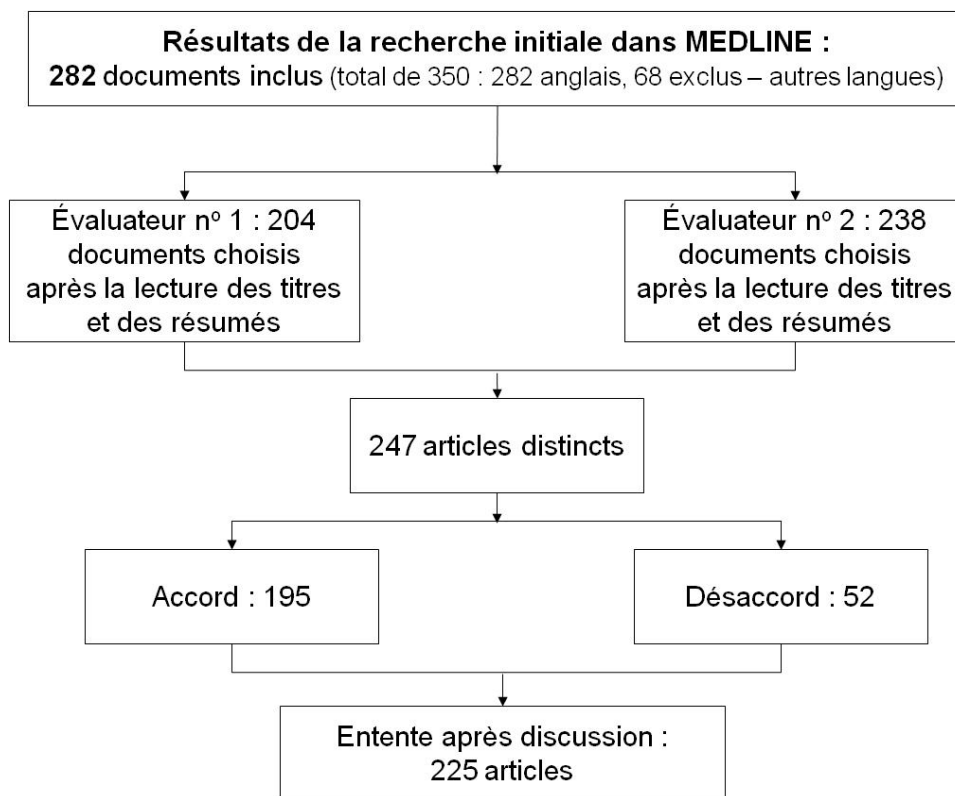 Résultats de la recherche initiale dans MEDLINE :
282 documents inclus (total de 350 : 282 anglais, 68 exclus – autres langues)
Évaluateur nº 1 : 204
documents choisis
après la lecture des titres
et des résumés
Évaluateur nº 2 : 238
documents choisis
après la lecture des titres
et des résumés
247 articles distincts
Accord : 195
Désaccord : 52
Entente après discussion :
225 articles